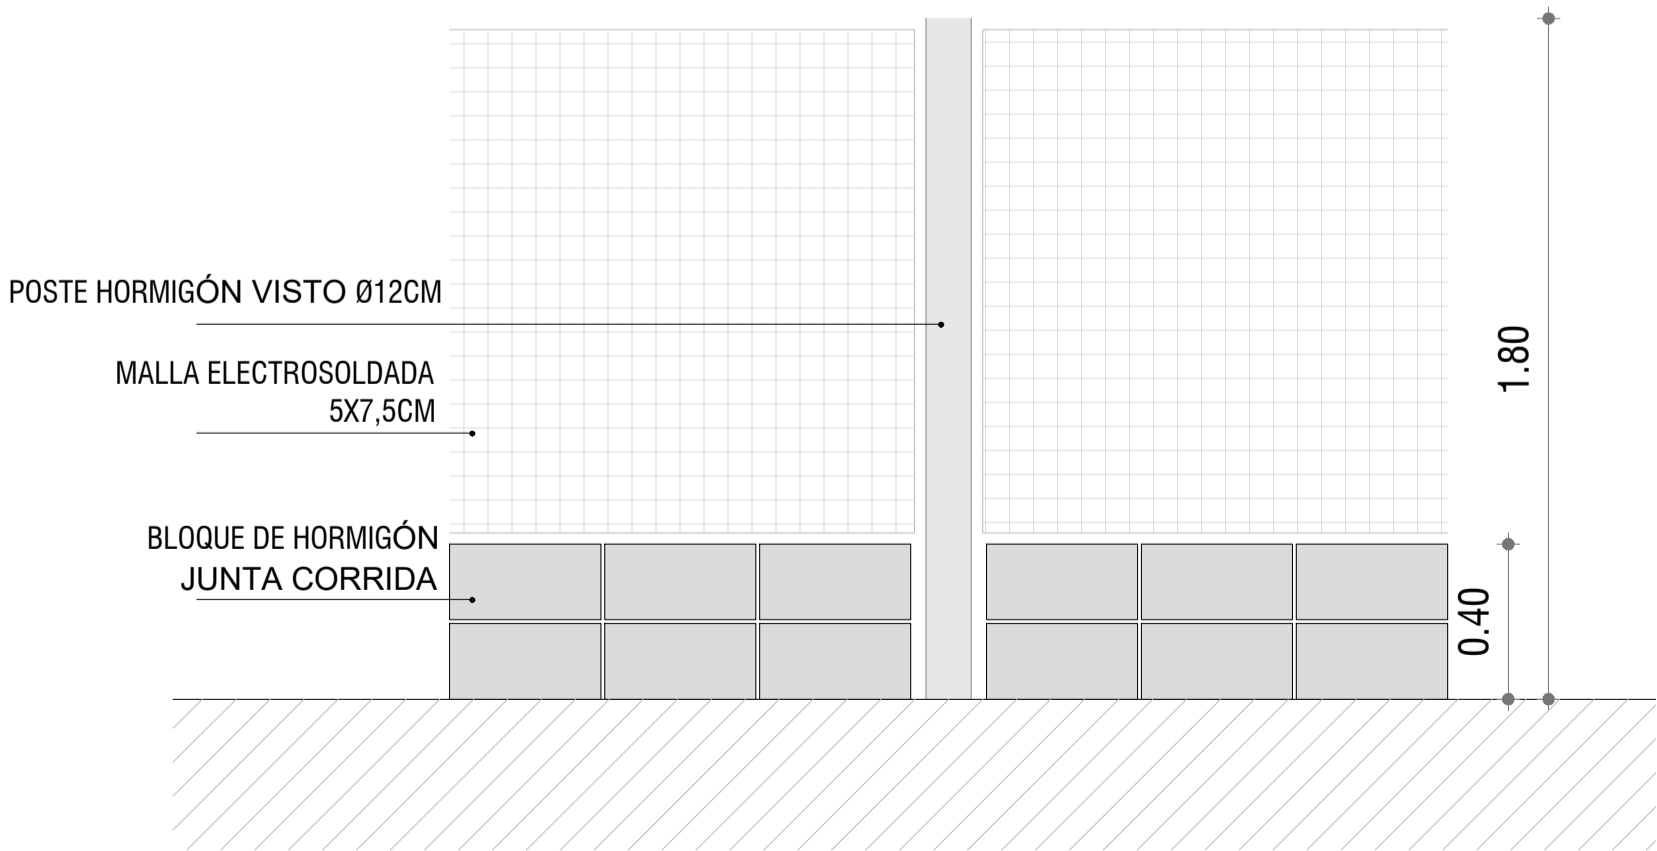 POSTE HORMIGÓN VISTO Ø12CM
MALLA ELECTROSOLDADA
5X7,5CM
BLOQUE DE HORMIGÓN
JUNTA CORRIDA
1.80
0.40